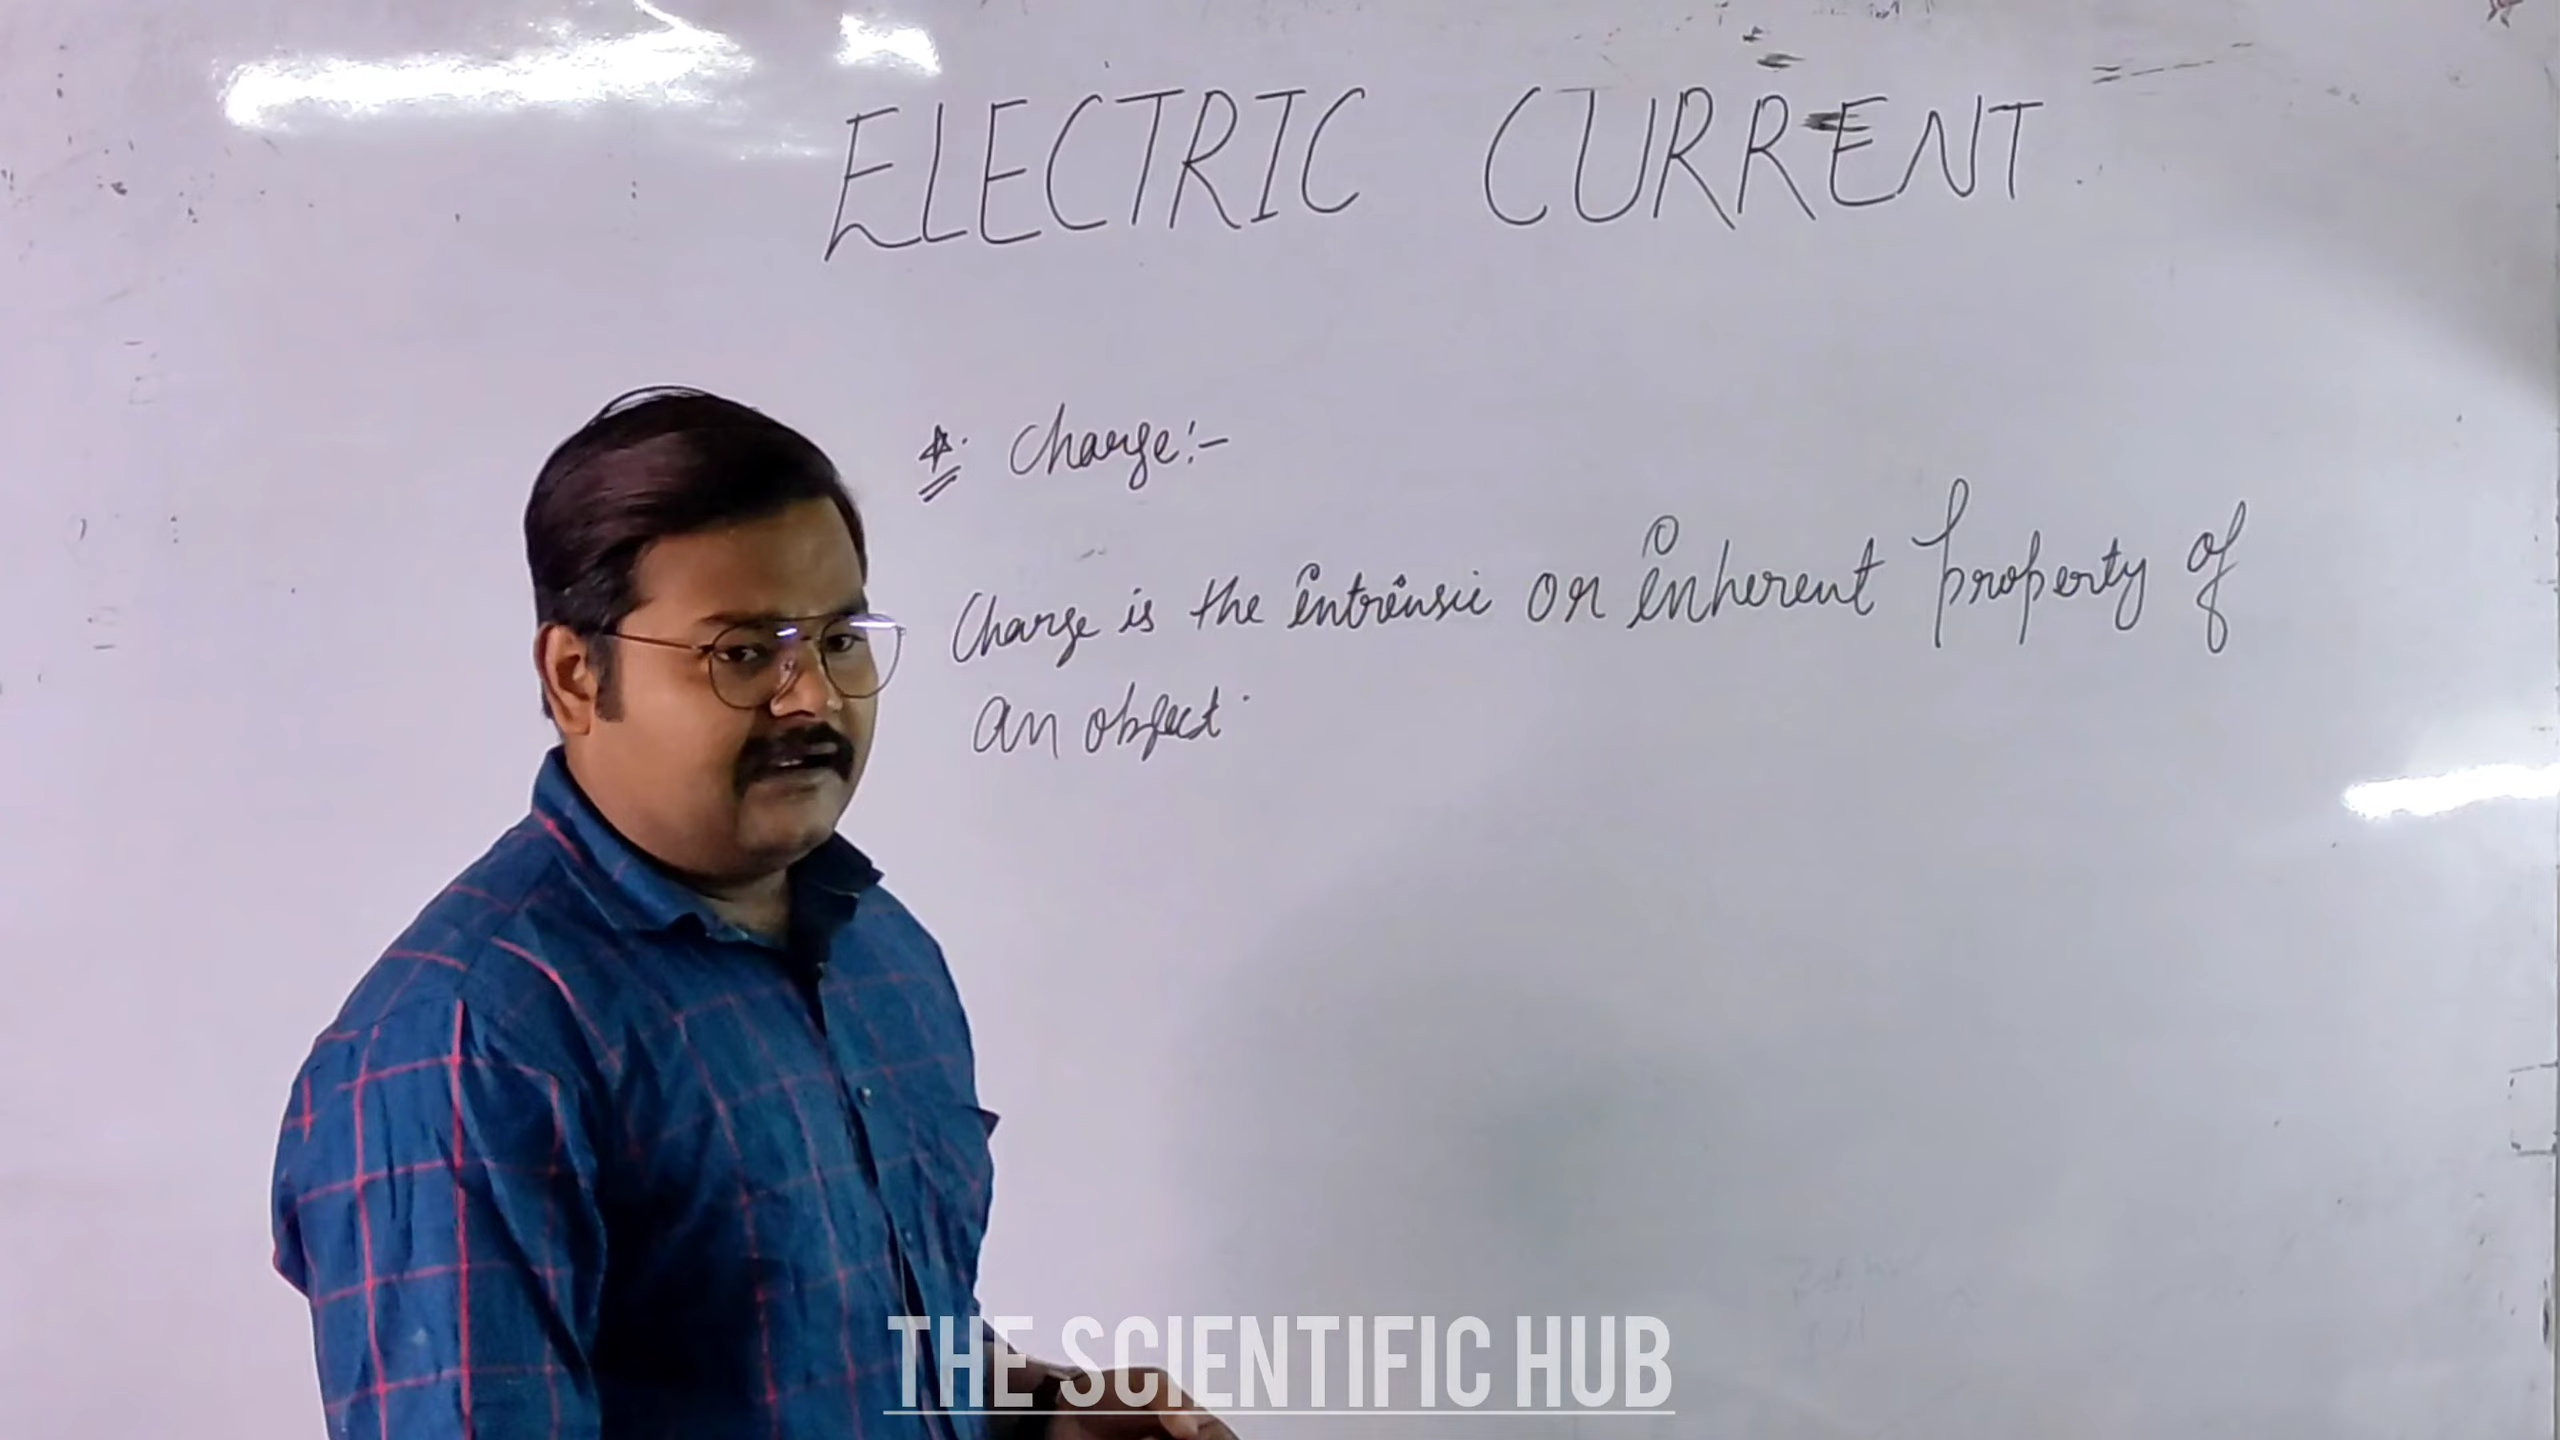 ELECTRIC CURRENT
* Charge:-
Charge is the intrinsic or inherent property of
an object.
THE SCIENTIFIC HUB